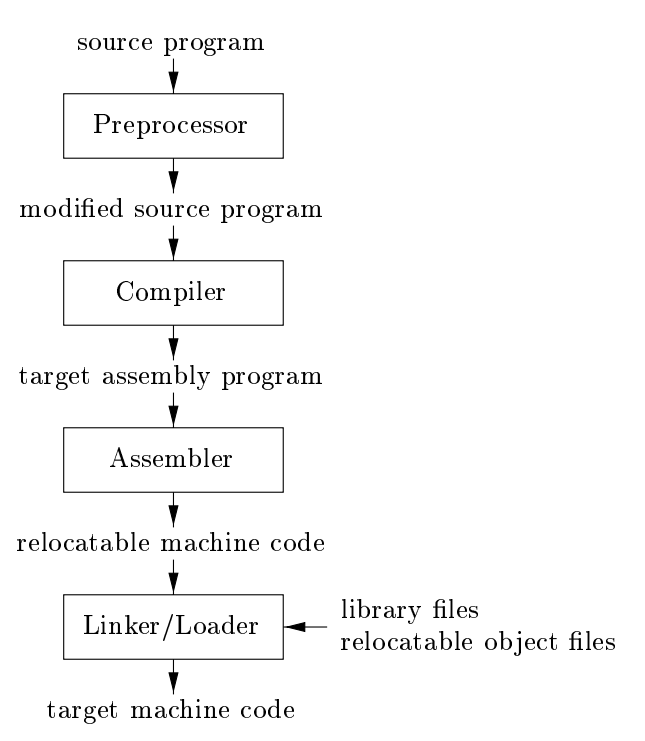 source program
Preprocessor
modified source program
Compiler
target assembly program
Assembler
relocatable machine code
Linker/Loader
library files
relocatable object files
target machine code